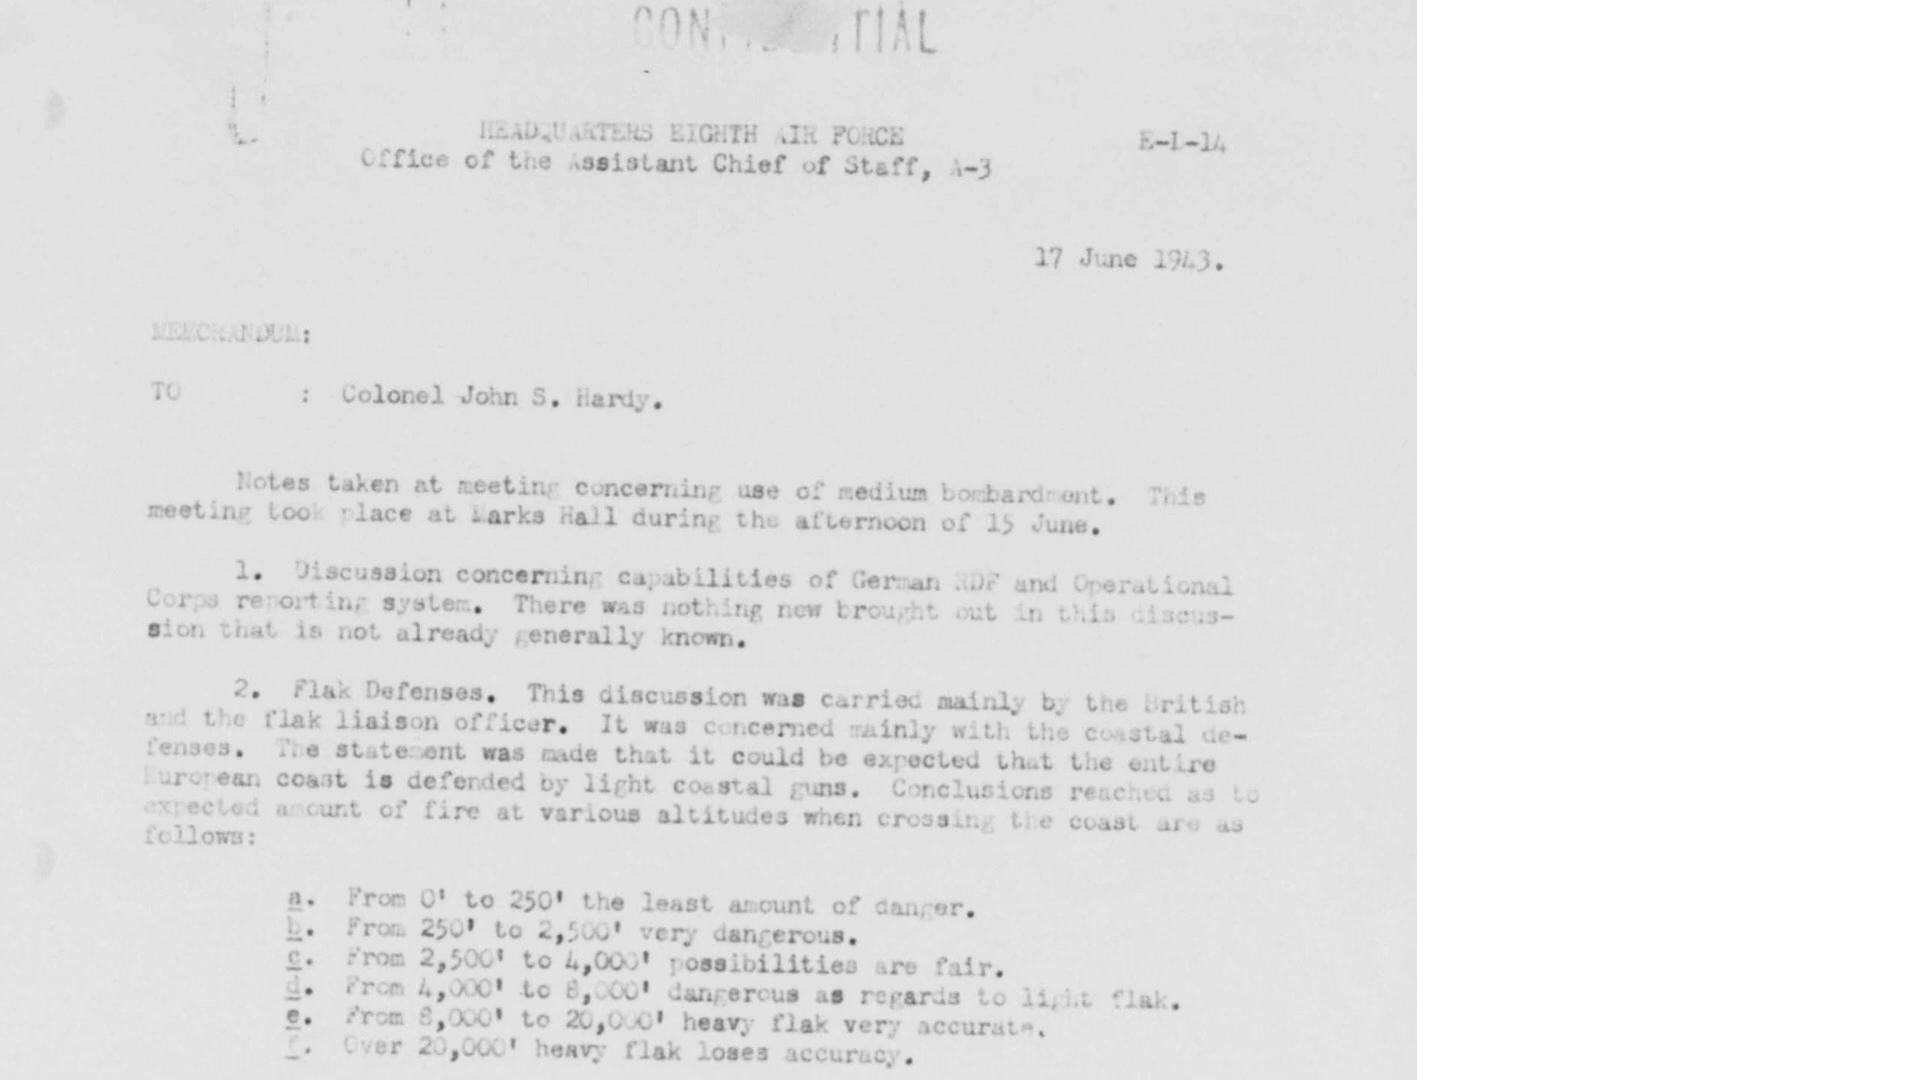 CONFIDENTIAL
HEADQUARTERS EIGHTH AIR FORCE E-1-14
Office of the Assistant Chief of Staff, A-3
17 June 1943.
MEMORANDUM:
TO : Colonel John S. Hardy.
Notes taken at meeting concerning use of medium bombardment. This
meeting took place at Marks Hall during the afternoon of 15 June.
1. Discussion concerning capabilities of German RDF and Operational
Corps reporting system. There was nothing new brought out in this discus-
sion that is not already generally known.
2. Flak Defenses. This discussion was carried mainly by the British
and the flak liaison officer. It was concerned mainly with the coastal de-
fenses. The statement was made that it could be expected that the entire
European coast is defended by light coastal guns. Conclusions reached as to
expected amount of fire at various altitudes when crossing the coast are as
follows:
a. From 0' to 250' the least amount of danger.
b. From 250' to 2,500' very dangerous.
c. From 2,500' to 4,000' possibilities are fair.
d. From 4,000' to 8,000' dangerous as regards to light flak.
e. From 8,000' to 20,000' heavy flak very accurate.
f. Over 20,000' heavy flak loses accuracy.